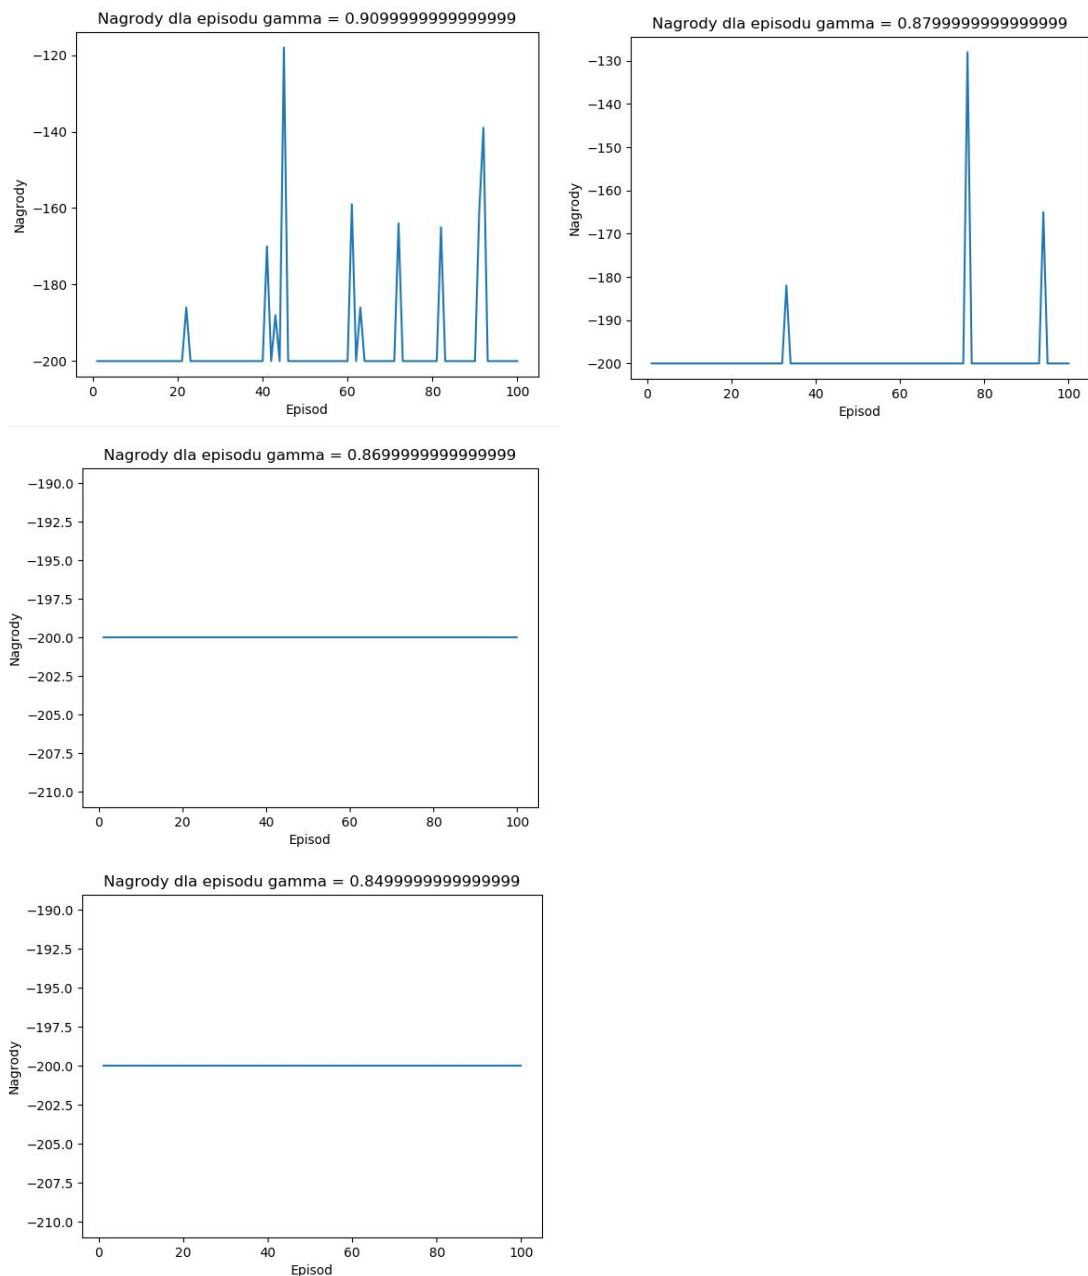 Nagrody dla episodu gamma = 0.9099999999999999
−120
−140
−160
−180
−200
Nagrody
0 20 40 60 80 100
Episod
Nagrody dla episodu gamma = 0.8799999999999999
−130
−140
−150
−160
−170
−180
−190
−200
Nagrody
0 20 40 60 80 100
Episod
Nagrody dla episodu gamma = 0.8699999999999999
−190.0
−192.5
−195.0
−197.5
−200.0
−202.5
−205.0
−207.5
−210.0
Nagrody
0 20 40 60 80 100
Episod
Nagrody dla episodu gamma = 0.8499999999999999
−190.0
−192.5
−195.0
−197.5
−200.0
−202.5
−205.0
−207.5
−210.0
Nagrody
0 20 40 60 80 100
Episod